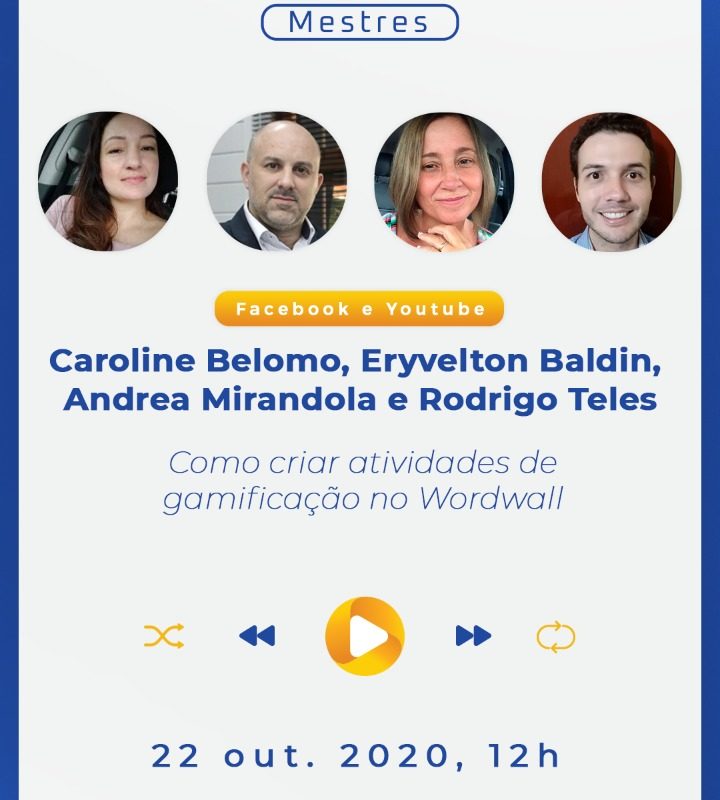 Mestres
Facebook e Youtube
Caroline Belomo, Eryvelton Baldin,
Andrea Mirandola e Rodrigo Teles
Como criar atividades de
gamificação no Wordwall
22 out. 2020, 12h